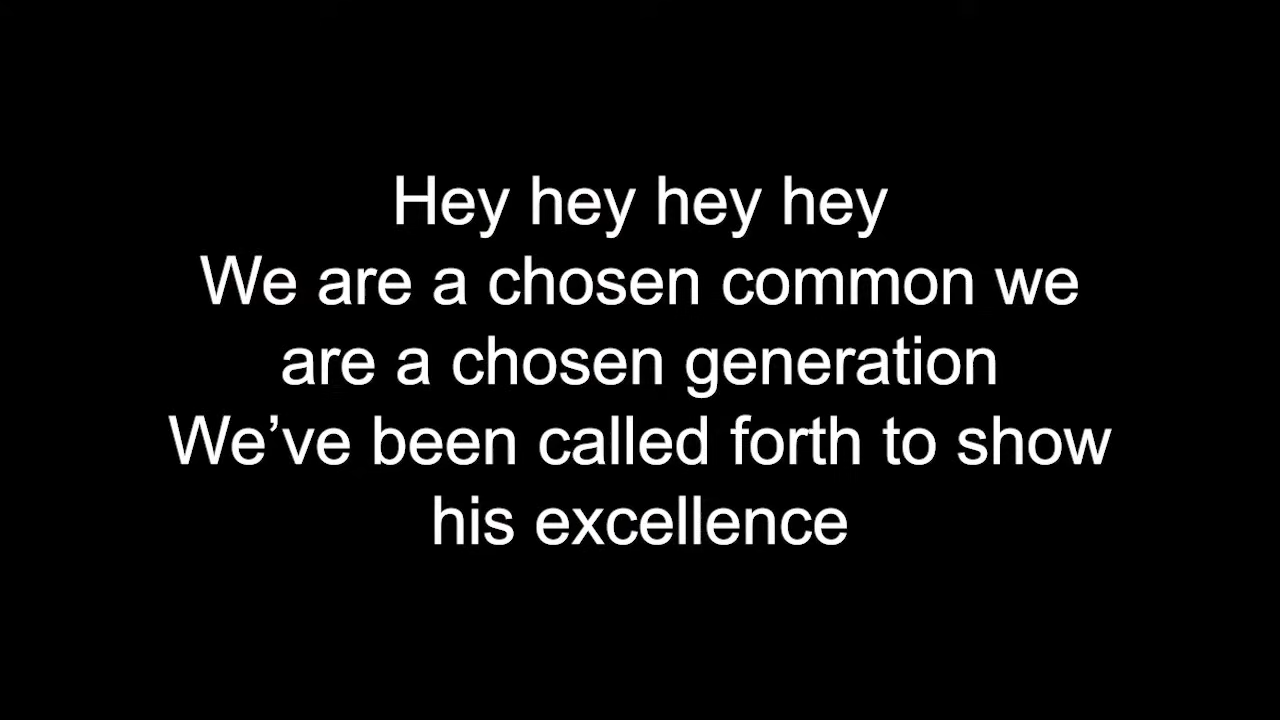 Hey hey hey hey
We are a chosen common we
are a chosen generation
We’ve been called forth to show
his excellence